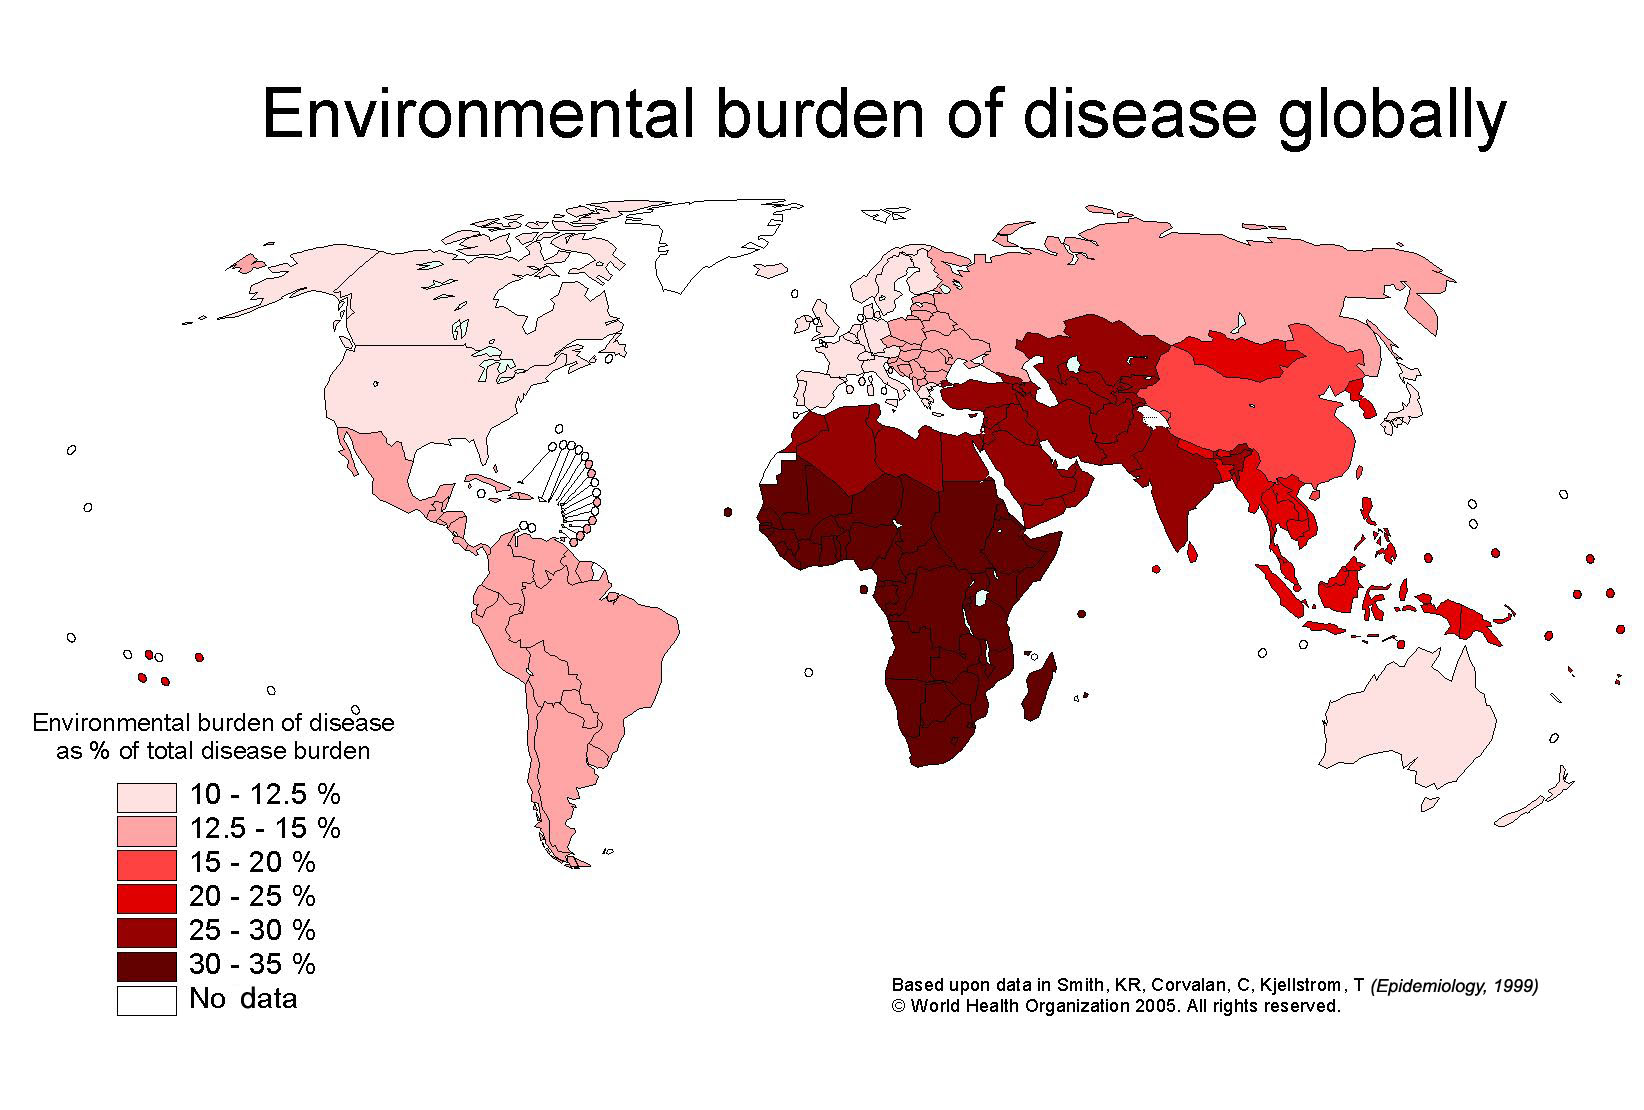 Environmental burden of disease globally
Environmental burden of disease
as % of total disease burden
10 - 12.5 %
12.5 - 15 %
15 - 20 %
20 - 25 %
25 - 30 %
30 - 35 %
No data
Based upon data in Smith, KR, Corvalan, C, Kjellstrom, T (Epidemiology, 1999)
© World Health Organization 2005. All rights reserved.